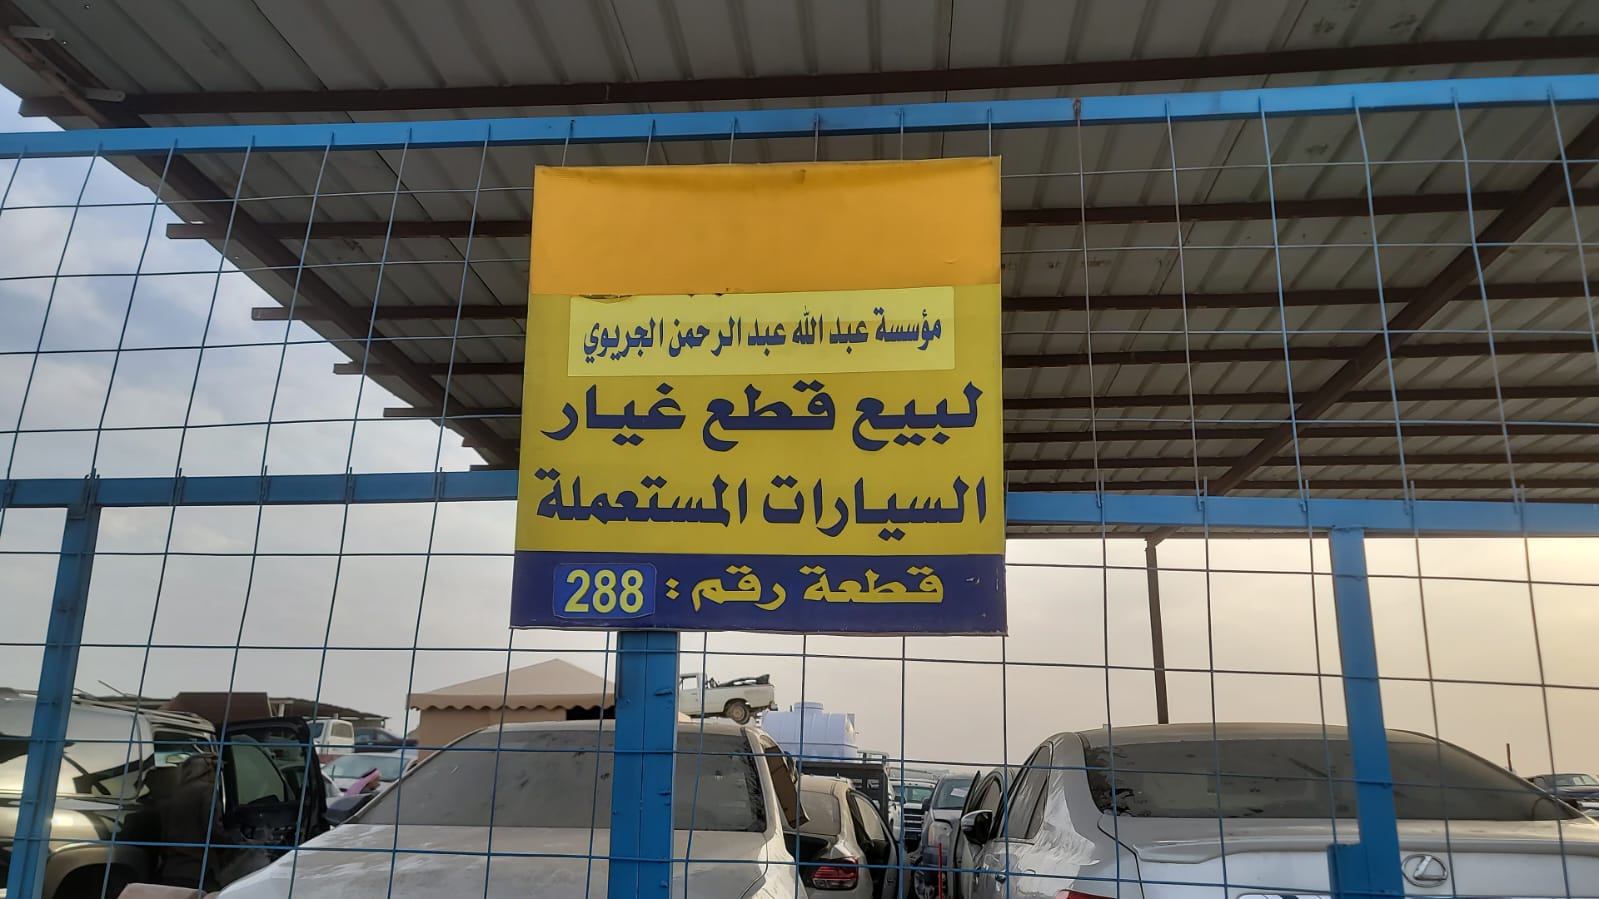 مؤسسة عبد الله عبد الرحمن الجريوي
لبيع قطع غيار
السيارات المستعملة
قطعة رقم : 288